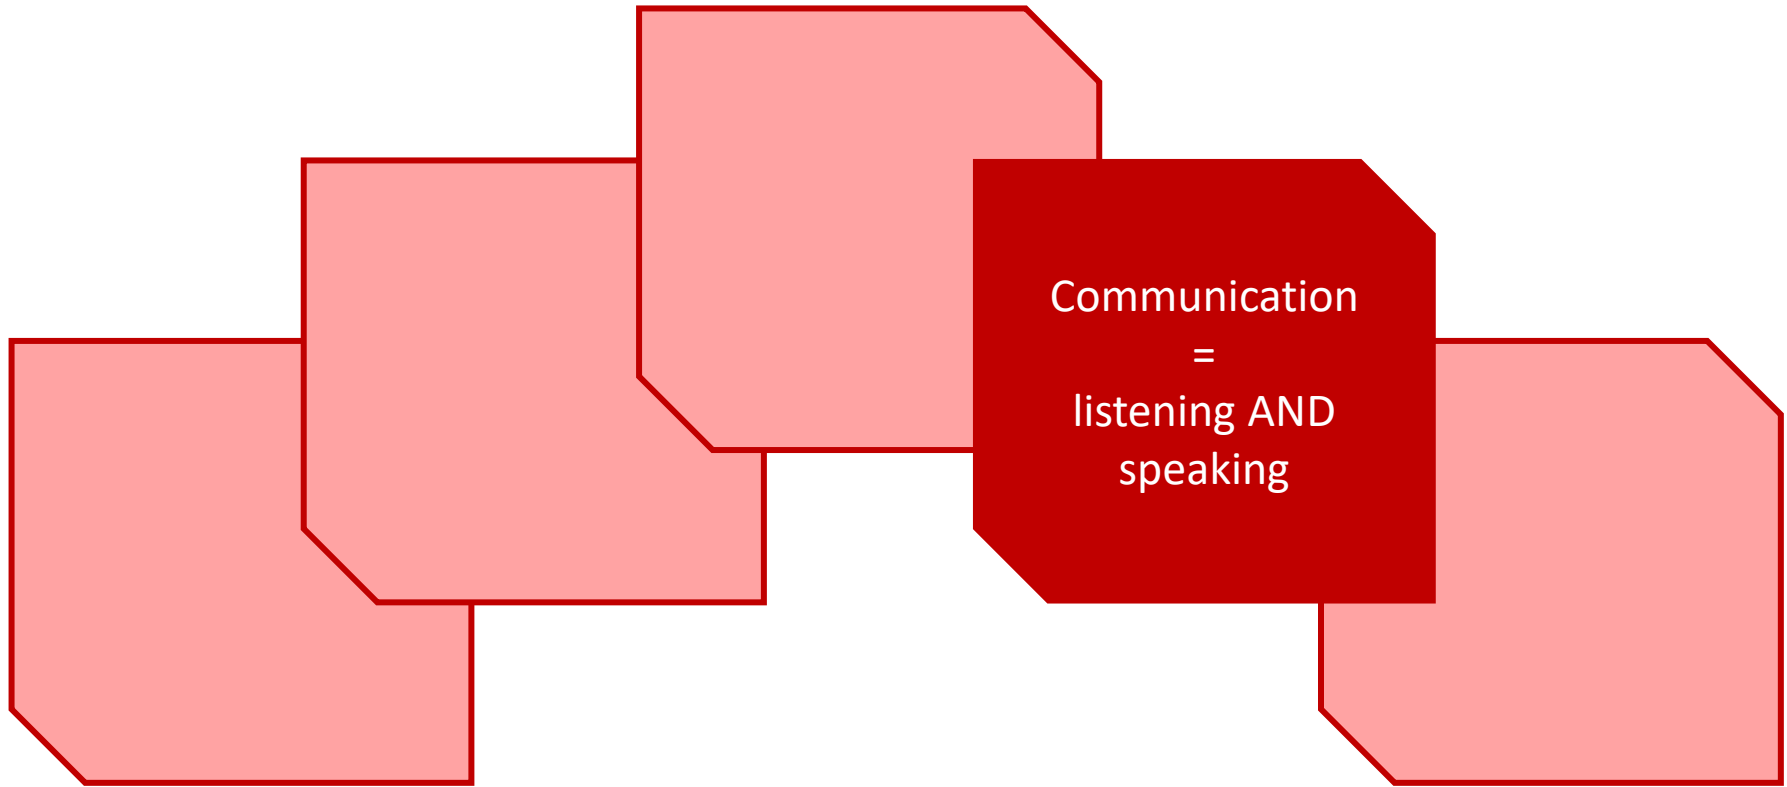 Communication
=
listening AND
speaking